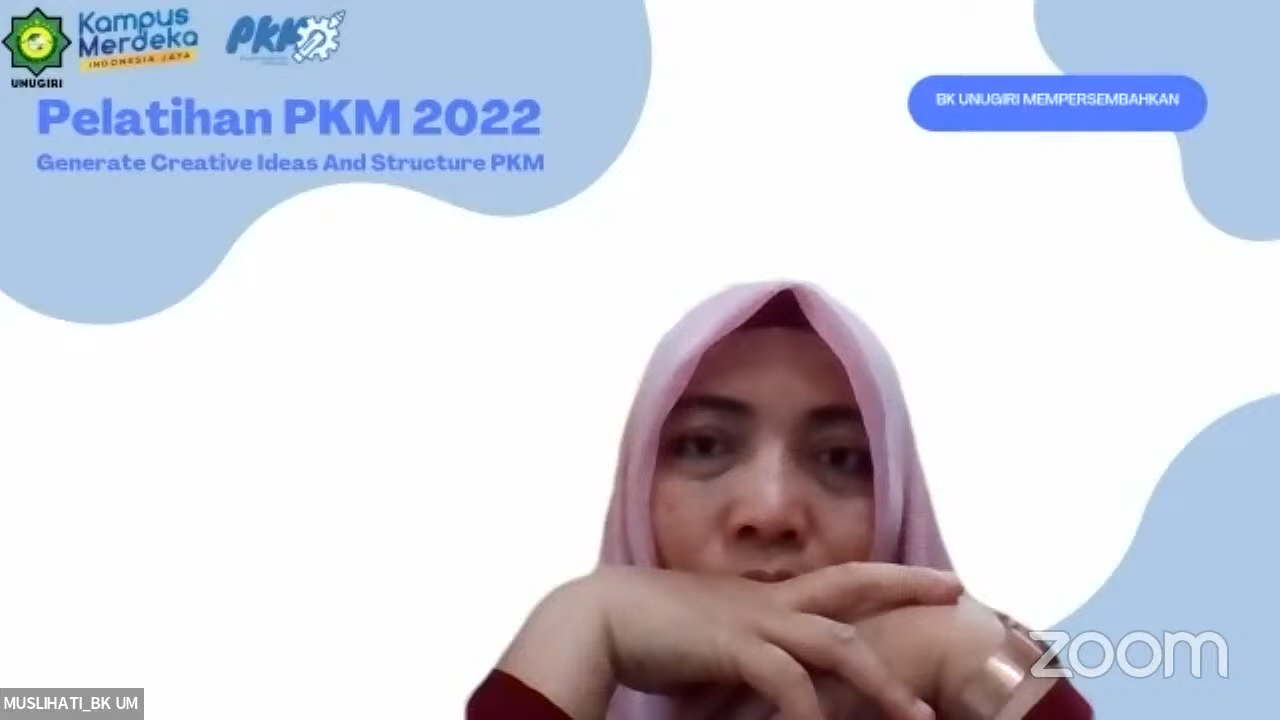 UNUGIRI
Kampus
Merdeka
INDONESIA JAYA
PKM
Pelatihan PKM 2022
Generate Creative Ideas And Structure PKM
BK UNUGIRI MEMPERSEMBAHKAN
zoom
MUSLIHATI_BK UM